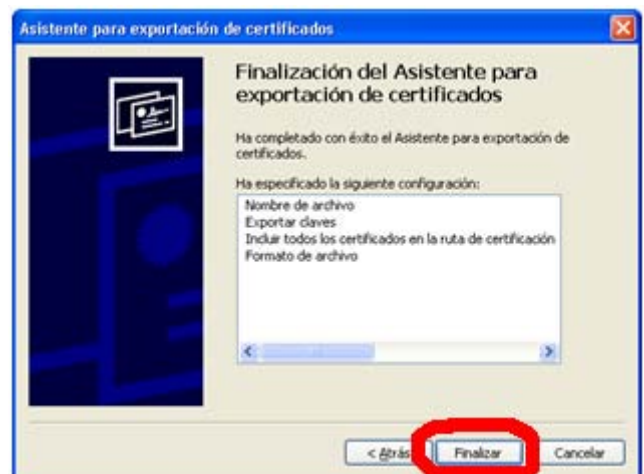 Asistente para exportación de certificados
Finalización del Asistente para
exportación de certificados
Ha completado con éxito el Asistente para exportación de
certificados.
Ha especificado la siguiente configuración:
Nombre de archivo
Exportar claves
Incluir todos los certificados en la ruta de certificación
Formato de archivo
< Atrás
Finalizar
Cancelar